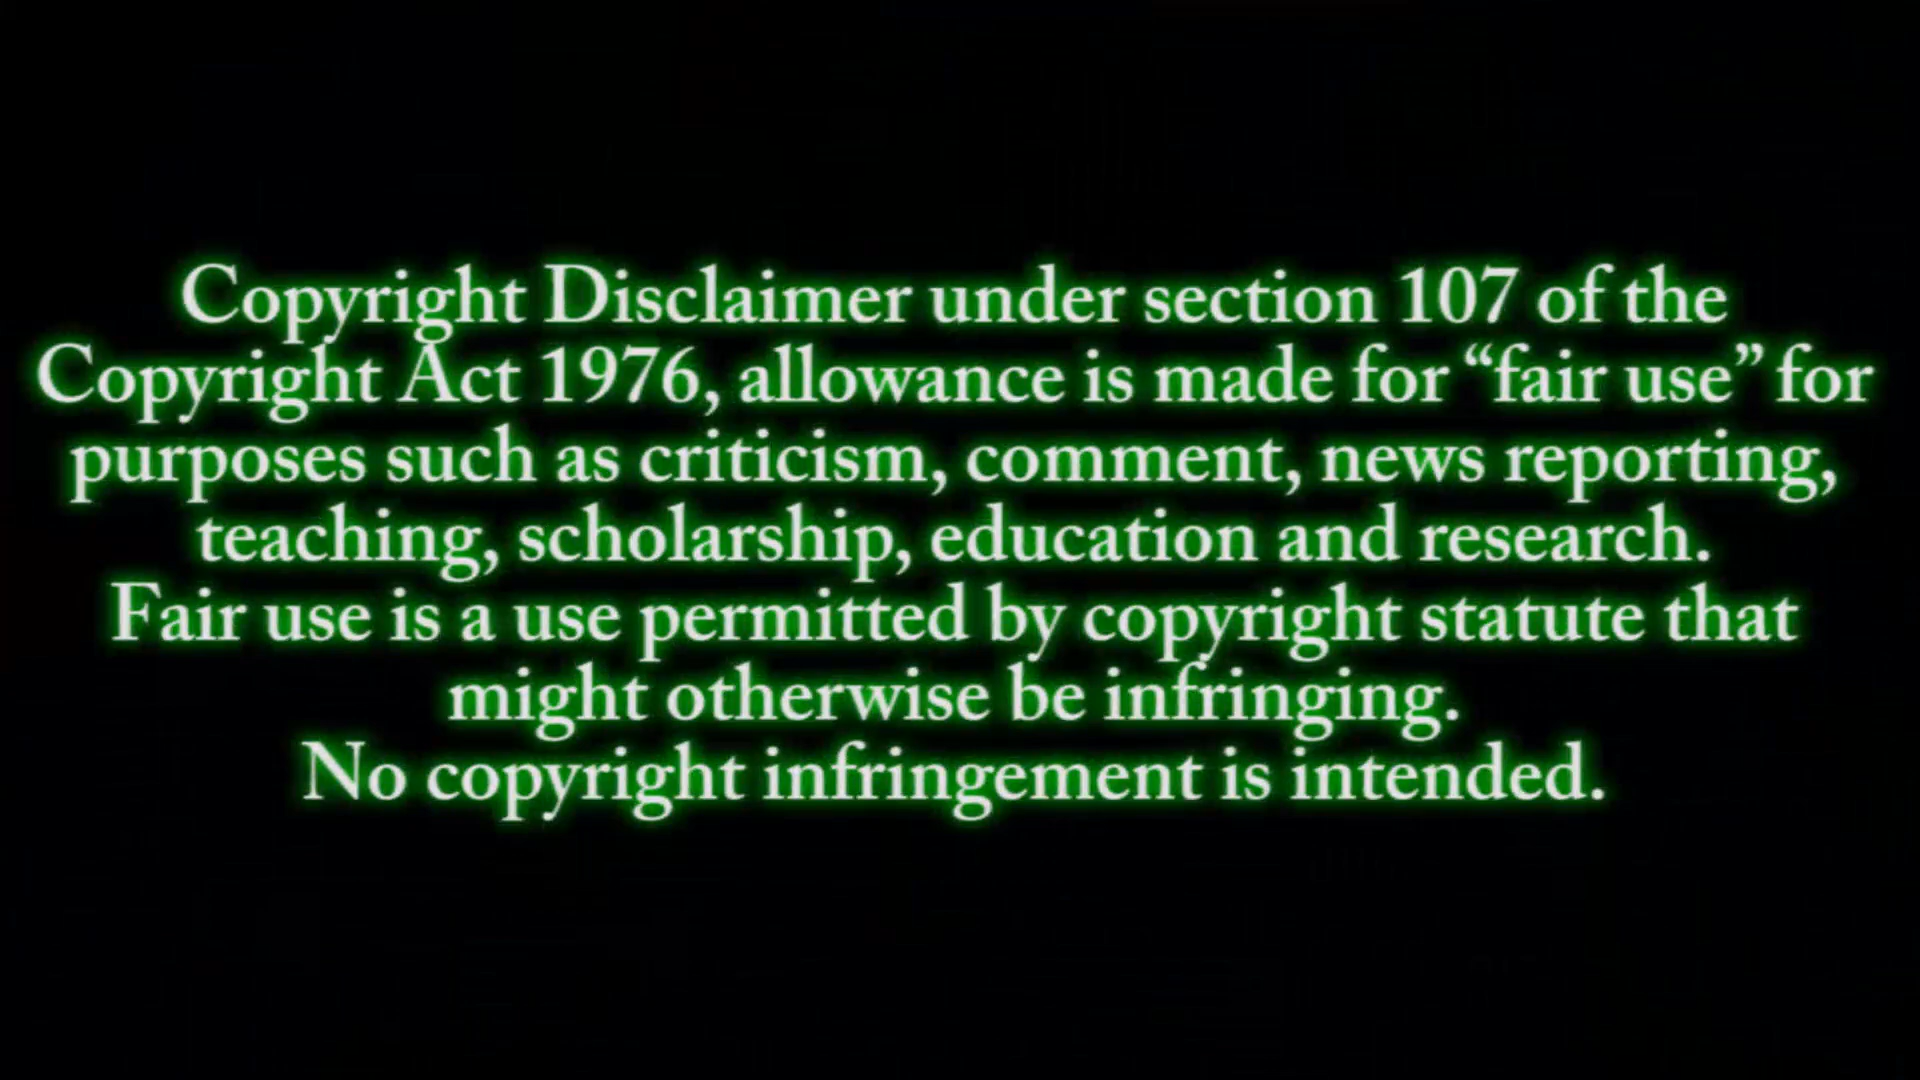 Copyright Disclaimer under section 107 of the
Copyright Act 1976, allowance is made for “fair use” for
purposes such as criticism, comment, news reporting,
teaching, scholarship, education and research.
Fair use is a use permitted by copyright statute that
might otherwise be infringing.
No copyright infringement is intended.